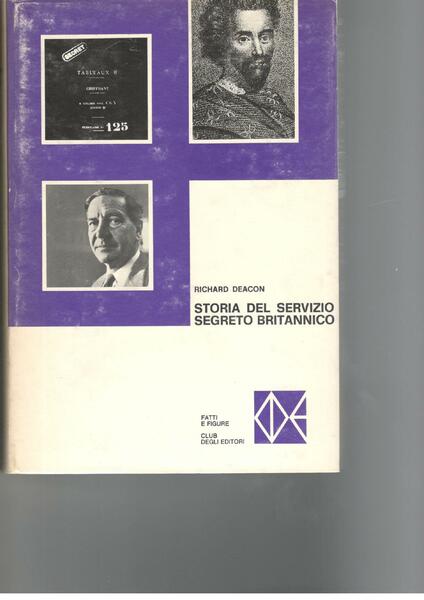 SECRET
TABLEAUX B
CHIFFRANT
125
RICHARD DEACON
STORIA DEL SERVIZIO
SEGRETO BRITANNICO
FATTI
E FIGURE
CLUB
DEGLI EDITORI